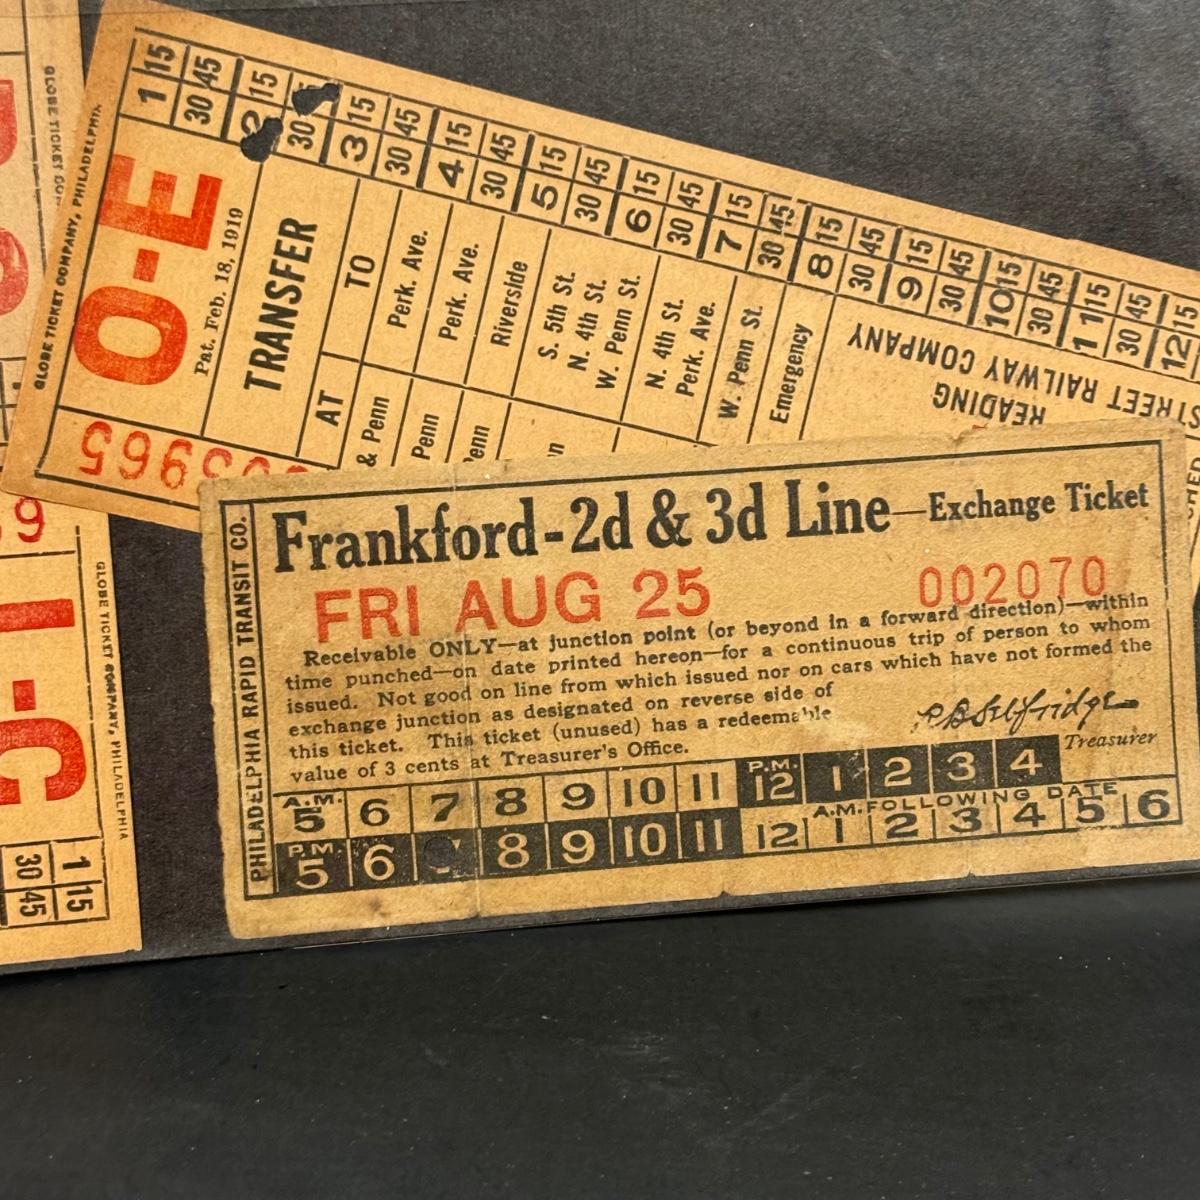 GLOBE TICKET COMPANY, PHILADELPHIA
O-E
Pat. Feb. 18, 1919
TRANSFER
AT TO
& Penn Perk. Ave.
Penn Perk. Ave.
Penn Riverside
S. 5th St.
N. 4th St.
W. Penn St.
N. 4th St.
Perk. Ave.
W. Penn St.
Emergency
READING
STREET RAILWAY COMPANY
1 15 30 45
2 15 30
3 15 30 45
4 15 30 45
5 15 30 45
6 15 30 45
7 15 30 45
8 15 30 45
9 15 30 45
10 15 30 45
11 15 30 45
12 15
PHILADELPHIA RAPID TRANSIT CO.
Frankford-2d & 3d Line—Exchange Ticket
FRI AUG 25 002070
Receivable ONLY—at junction point (or beyond in a forward direction)—within
time punched—on date printed hereon—for a continuous trip of person to whom
issued. Not good on line from which issued nor on cars which have not formed the
exchange junction as designated on reverse side of
this ticket. This ticket (unused) has a redeemable
value of 3 cents at Treasurer's Office.
Treasurer
A.M. 5 6 7 8 9 10 11 P.M. 12 1 2 3 4
A.M. FOLLOWING DATE
P.M. 5 6 8 9 10 11 12 1 2 3 4 5 6
I-C
GLOBE TICKET COMPANY, PHILADELPHIA
1 15
30 45